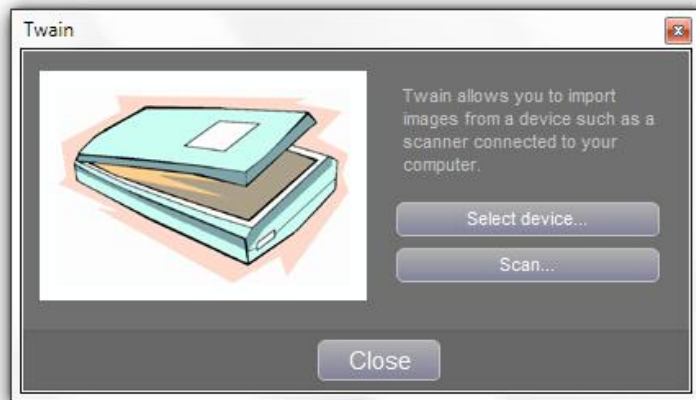 Twain
Twain allows you to import
images from a device such as a
scanner connected to your
computer.
Select device...
Scan...
Close